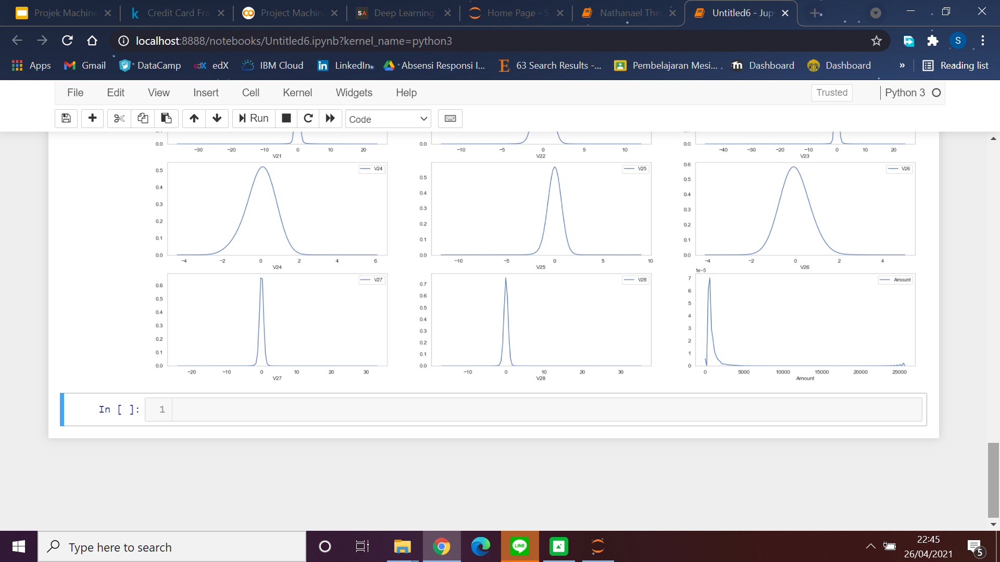 Projek Machine
Credit Card Fra
Project Machin
SA Deep Learning
Home Page - S
Nathanael The
Untitled6 - Jup
localhost:8888/notebooks/Untitled6.ipynb?kernel_name=python3
S
Apps Gmail DataCamp edX edX IBM Cloud in LinkedIn Absensi Responsi I... E 63 Search Results -... Pembelajaran Mesi... Dashboard Dashboard » Reading list
File Edit View Insert Cell Kernel Widgets Help Trusted Python 3
Run Code
0.0 0.0 0.0
−30 −20 −10 0 10 20
V21
−10 −5 0 5 10
V22
−40 −30 −20 −10 0 10 20
V23
0.5 0.4 0.3 0.2 0.1 0.0
V24
−4 −2 0 2 4 6
V24
0.5 0.4 0.3 0.2 0.1 0.0
V25
−10 −5 0 5 10
V25
0.6 0.5 0.4 0.3 0.2 0.1 0.0
V26
−4 −2 0 2 4
V26
0.6 0.5 0.4 0.3 0.2 0.1 0.0
V27
−20 −10 0 10 20 30
V27
0.7 0.6 0.5 0.4 0.3 0.2 0.1 0.0
V28
−10 0 10 20 30
V28
1e−5
7 6 5 4 3 2 1 0
Amount
0 5000 10000 15000 20000 25000
Amount
In [ ]: 1
Type here to search
LINE
22:45
26/04/2021
5